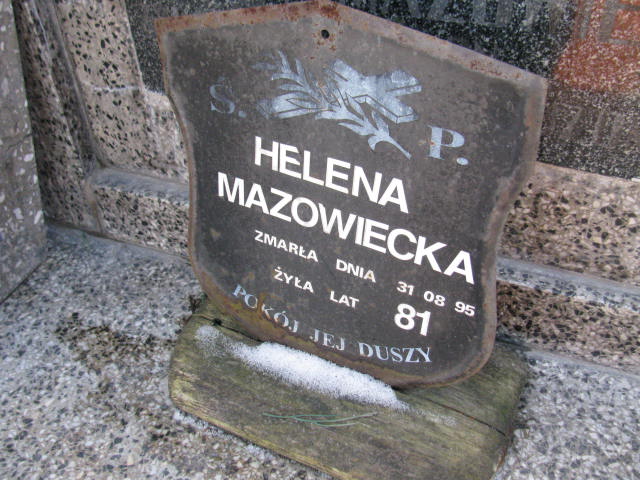 Ś. P.
HELENA
MAZOWIECKA
ZMARŁA DNIA 31 08 95
ŻYŁA LAT 81
POKÓJ JEJ DUSZY